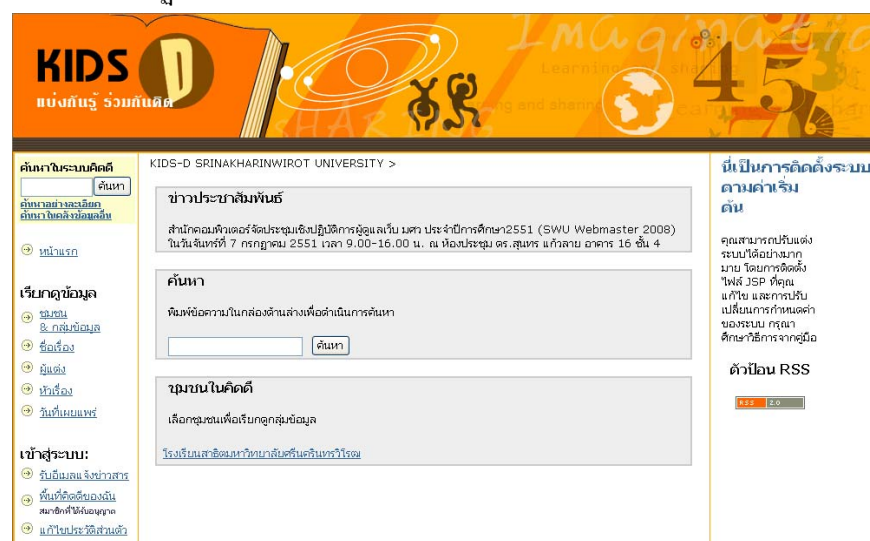 Imagination
Learning
KIDS D
แบ่งกันรู้ ร่วมกันคิด
sHARING
ng and sharin
453
76
ค้นหาในระบบคิดดี
ค้นหา
ค้นหาอย่างละเอียด
ค้นหาในคลังข้อมูลอื่น
หน้าแรก
เรียกดูข้อมูล
ชุมชน
& กลุ่มข้อมูล
ชื่อเรื่อง
ผู้แต่ง
หัวเรื่อง
วันที่เผยแพร่
เข้าสู่ระบบ:
รับอีเมลแจ้งข่าวสาร
พื้นที่คิดดีของฉัน
สมาชิกที่ได้รับอนุญาต
แก้ไขประวัติส่วนตัว
KIDS-D SRINAKHARINWIROT UNIVERSITY >
ข่าวประชาสัมพันธ์
สำนักคอมพิวเตอร์จัดประชุมเชิงปฏิบัติการผู้ดูแลเว็บ มศว ประจำปีการศึกษา2551 (SWU Webmaster 2008)
ในวันจันทร์ที่ 7 กรกฎาคม 2551 เวลา 9.00-16.00 น. ณ ห้องประชุม ดร.สุนทร แก้วลาย อาคาร 16 ชั้น 4
ค้นหา
พิมพ์ข้อความในกล่องด้านล่างเพื่อดำเนินการค้นหา
ค้นหา
ชุมชนในคิดดี
เลือกชุมชนเพื่อเรียกดูกลุ่มข้อมูล
โรงเรียนสาธิตมหาวิทยาลัยศรีนครินทรวิโรฒ
นี่เป็นการติดตั้งระบบ
ตามค่าเริ่ม
ต้น
คุณสามารถปรับแต่ง
ระบบได้อย่างมาก
มาย โดยการติดตั้ง
ไฟล์ JSP ที่คุณ
แก้ไข และการปรับ
เปลี่ยนการกำหนดค่า
ของระบบ กรุณา
ศึกษาวิธีการจากคู่มือ
ตัวป้อน RSS
RSS 2.0